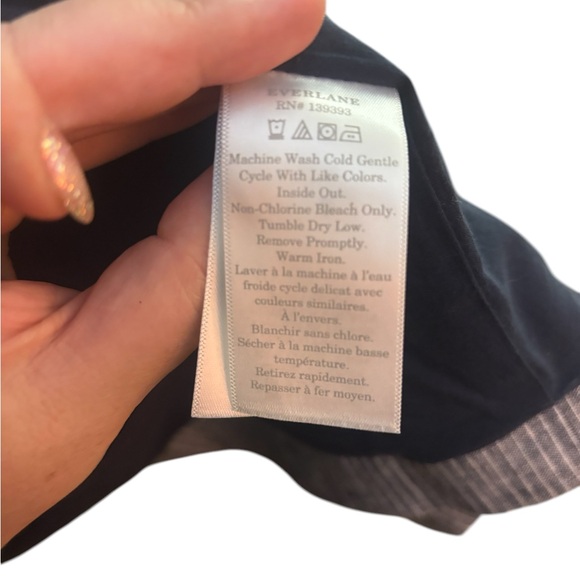 EVERLANE
RN# 139393
Machine Wash Cold Gentle
Cycle With Like Colors.
Inside Out.
Non-Chlorine Bleach Only.
Tumble Dry Low.
Remove Promptly.
Warm Iron.
Laver à la machine à l'eau
froide cycle delicat avec
couleurs similaires.
À l'envers.
Blanchir sans chlore.
Sécher à la machine basse
température.
Retirez rapidement.
Repasser à fer moyen.